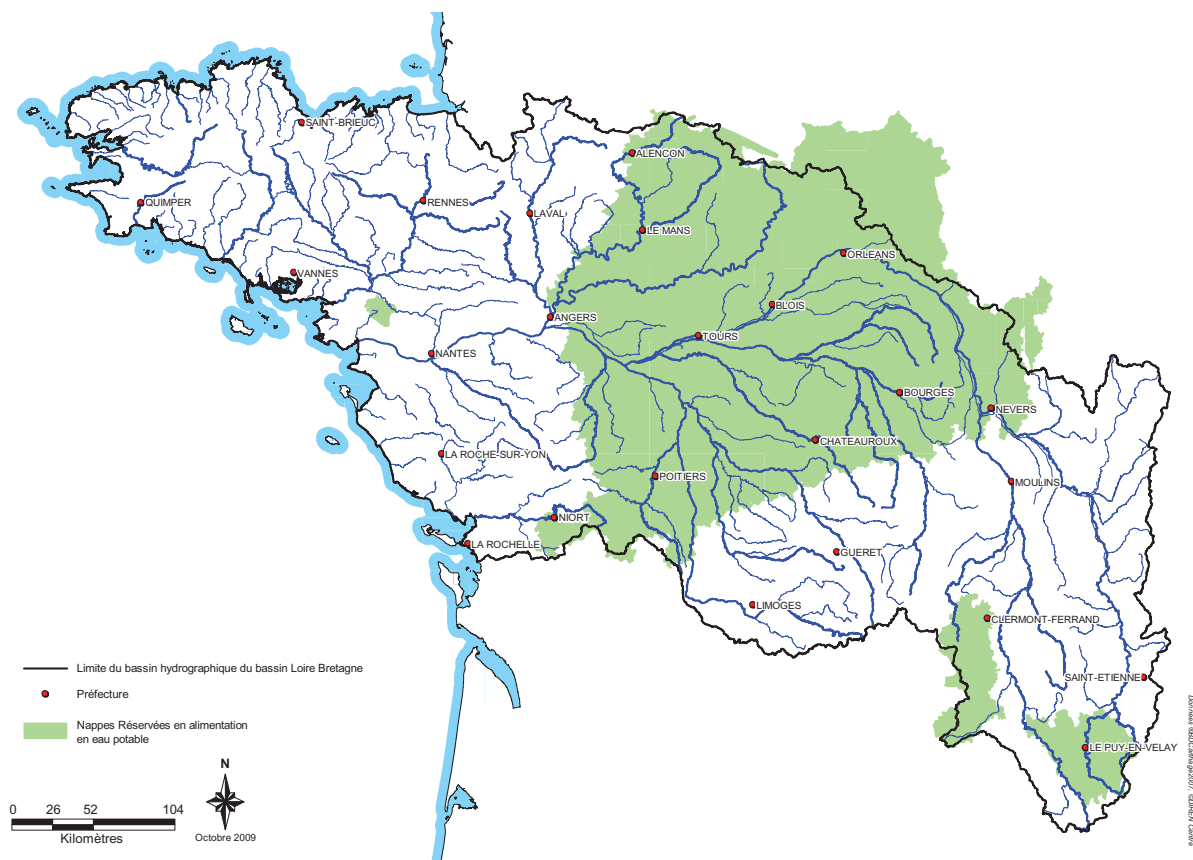 ALENCON
SAINT-BRIEUC
QUIMPER
RENNES
LAVAL
LE MANS
ORLEANS
VANNES
BLOIS
ANGERS
TOURS
NANTES
BOURGES
NEVERS
CHATEAUROUX
LA ROCHE-SUR-YON
POITIERS
MOULINS
NIORT
LA ROCHELLE
GUERET
LIMOGES
CLERMONT-FERRAND
SAINT-ETIENNE
LE PUY-EN-VELAY
Limite du bassin hydrographique du bassin Loire Bretagne
Préfecture
Nappes Réservées en alimentation
en eau potable
N
0 26 52 104
Kilomètres
Octobre 2009